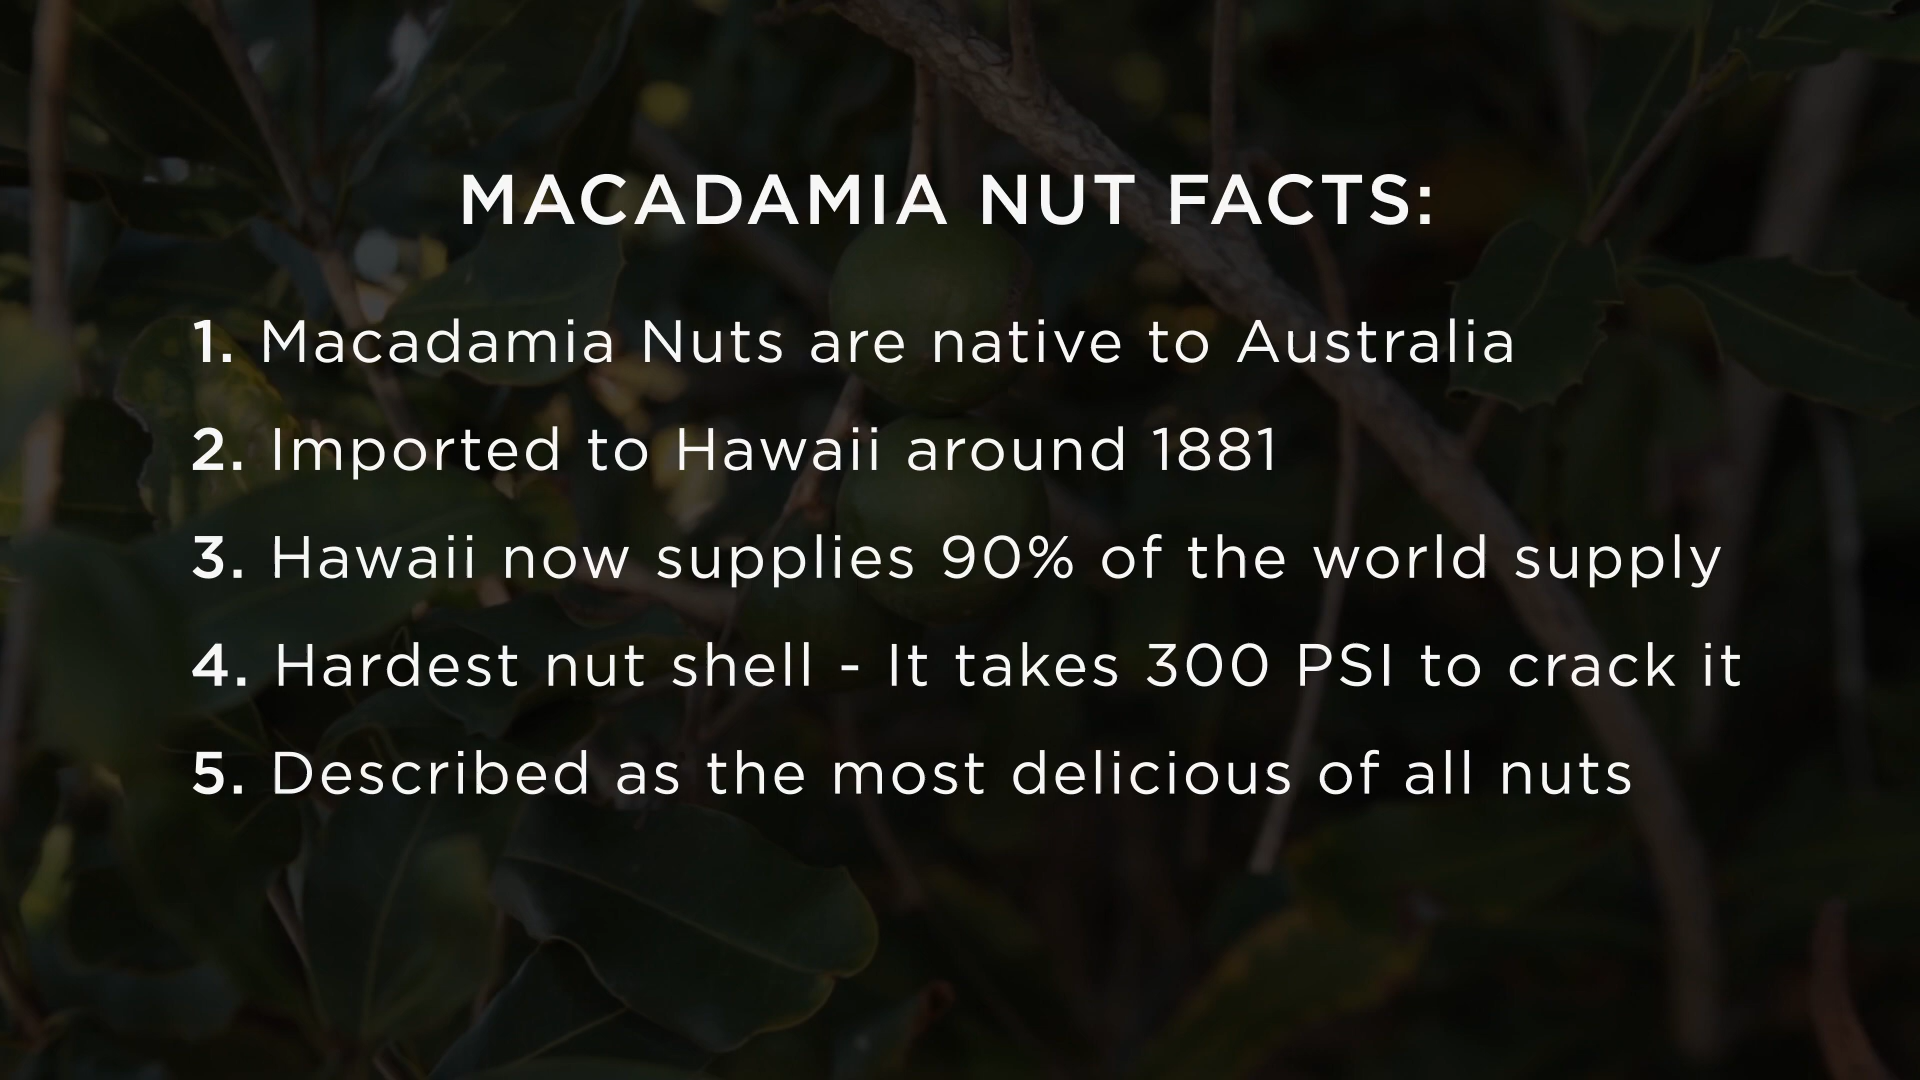 MACADAMIA NUT FACTS:
1. Macadamia Nuts are native to Australia
2. Imported to Hawaii around 1881
3. Hawaii now supplies 90% of the world supply
4. Hardest nut shell - It takes 300 PSI to crack it
5. Described as the most delicious of all nuts